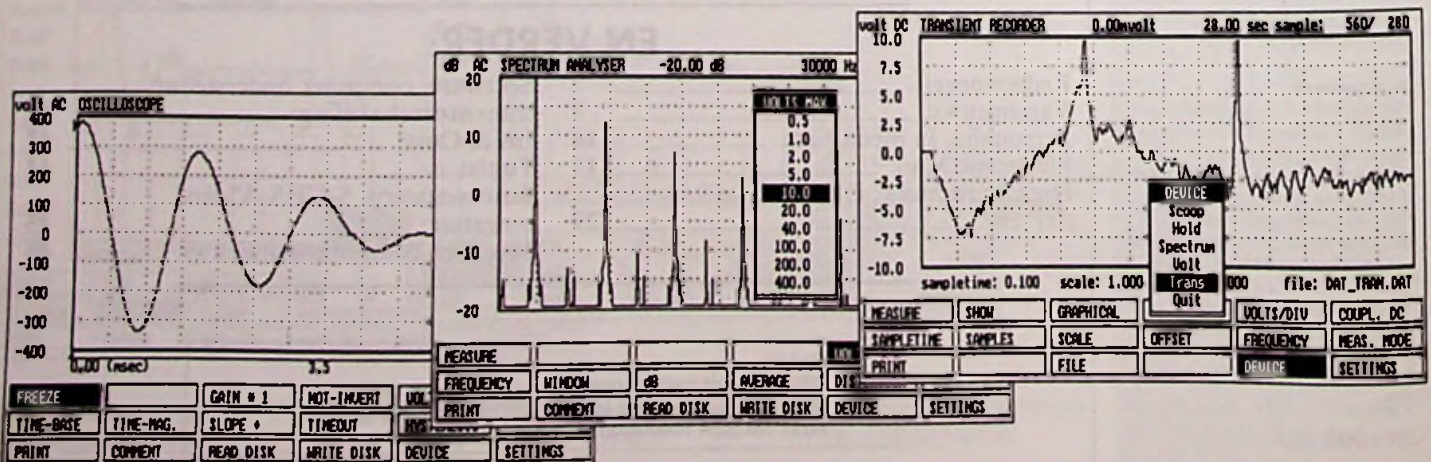 EN VERDER
volt AC OSCILLOSCOPE
400
300
200
100
0
-100
-200
-300
-400
0.00 (msec) 3.5
FREEZE GAIN * 1 NOT-INVERT
TIME-BASE TIME-MAG. SLOPE + TIMEOUT
PRINT COMMENT READ DISK WRITE DISK DEVICE SETTINGS
dB AC SPECTRUM ANALYSER -20.00 dB 30000 Hz
20
10
0
-10
-20
VOLTS MAX
0.5
1.0
2.0
5.0
10.0
20.0
40.0
100.0
200.0
400.0
MEASURE
FREQUENCY WINDOW dB AVERAGE
PRINT COMMENT READ DISK WRITE DISK DEVICE SETTINGS
volt DC TRANSIENT RECORDER 0.00mvolt 28.00 sec sample: 560/ 280
10.0
7.5
5.0
2.5
0.0
-2.5
-5.0
-7.5
-10.0
DEVICE
Scoop
Hold
Spectrum
Volt
Trans
Quit
sampletime: 0.100 scale: 1.000 000 file: DAT_TRAN.DAT
MEASURE SHOW GRAPHICAL VOLTS/DIV COUPL. DC
SAMPLETIME SAMPLES SCALE OFFSET FREQUENCY MEAS. MODE
PRINT FILE DEVICE SETTINGS